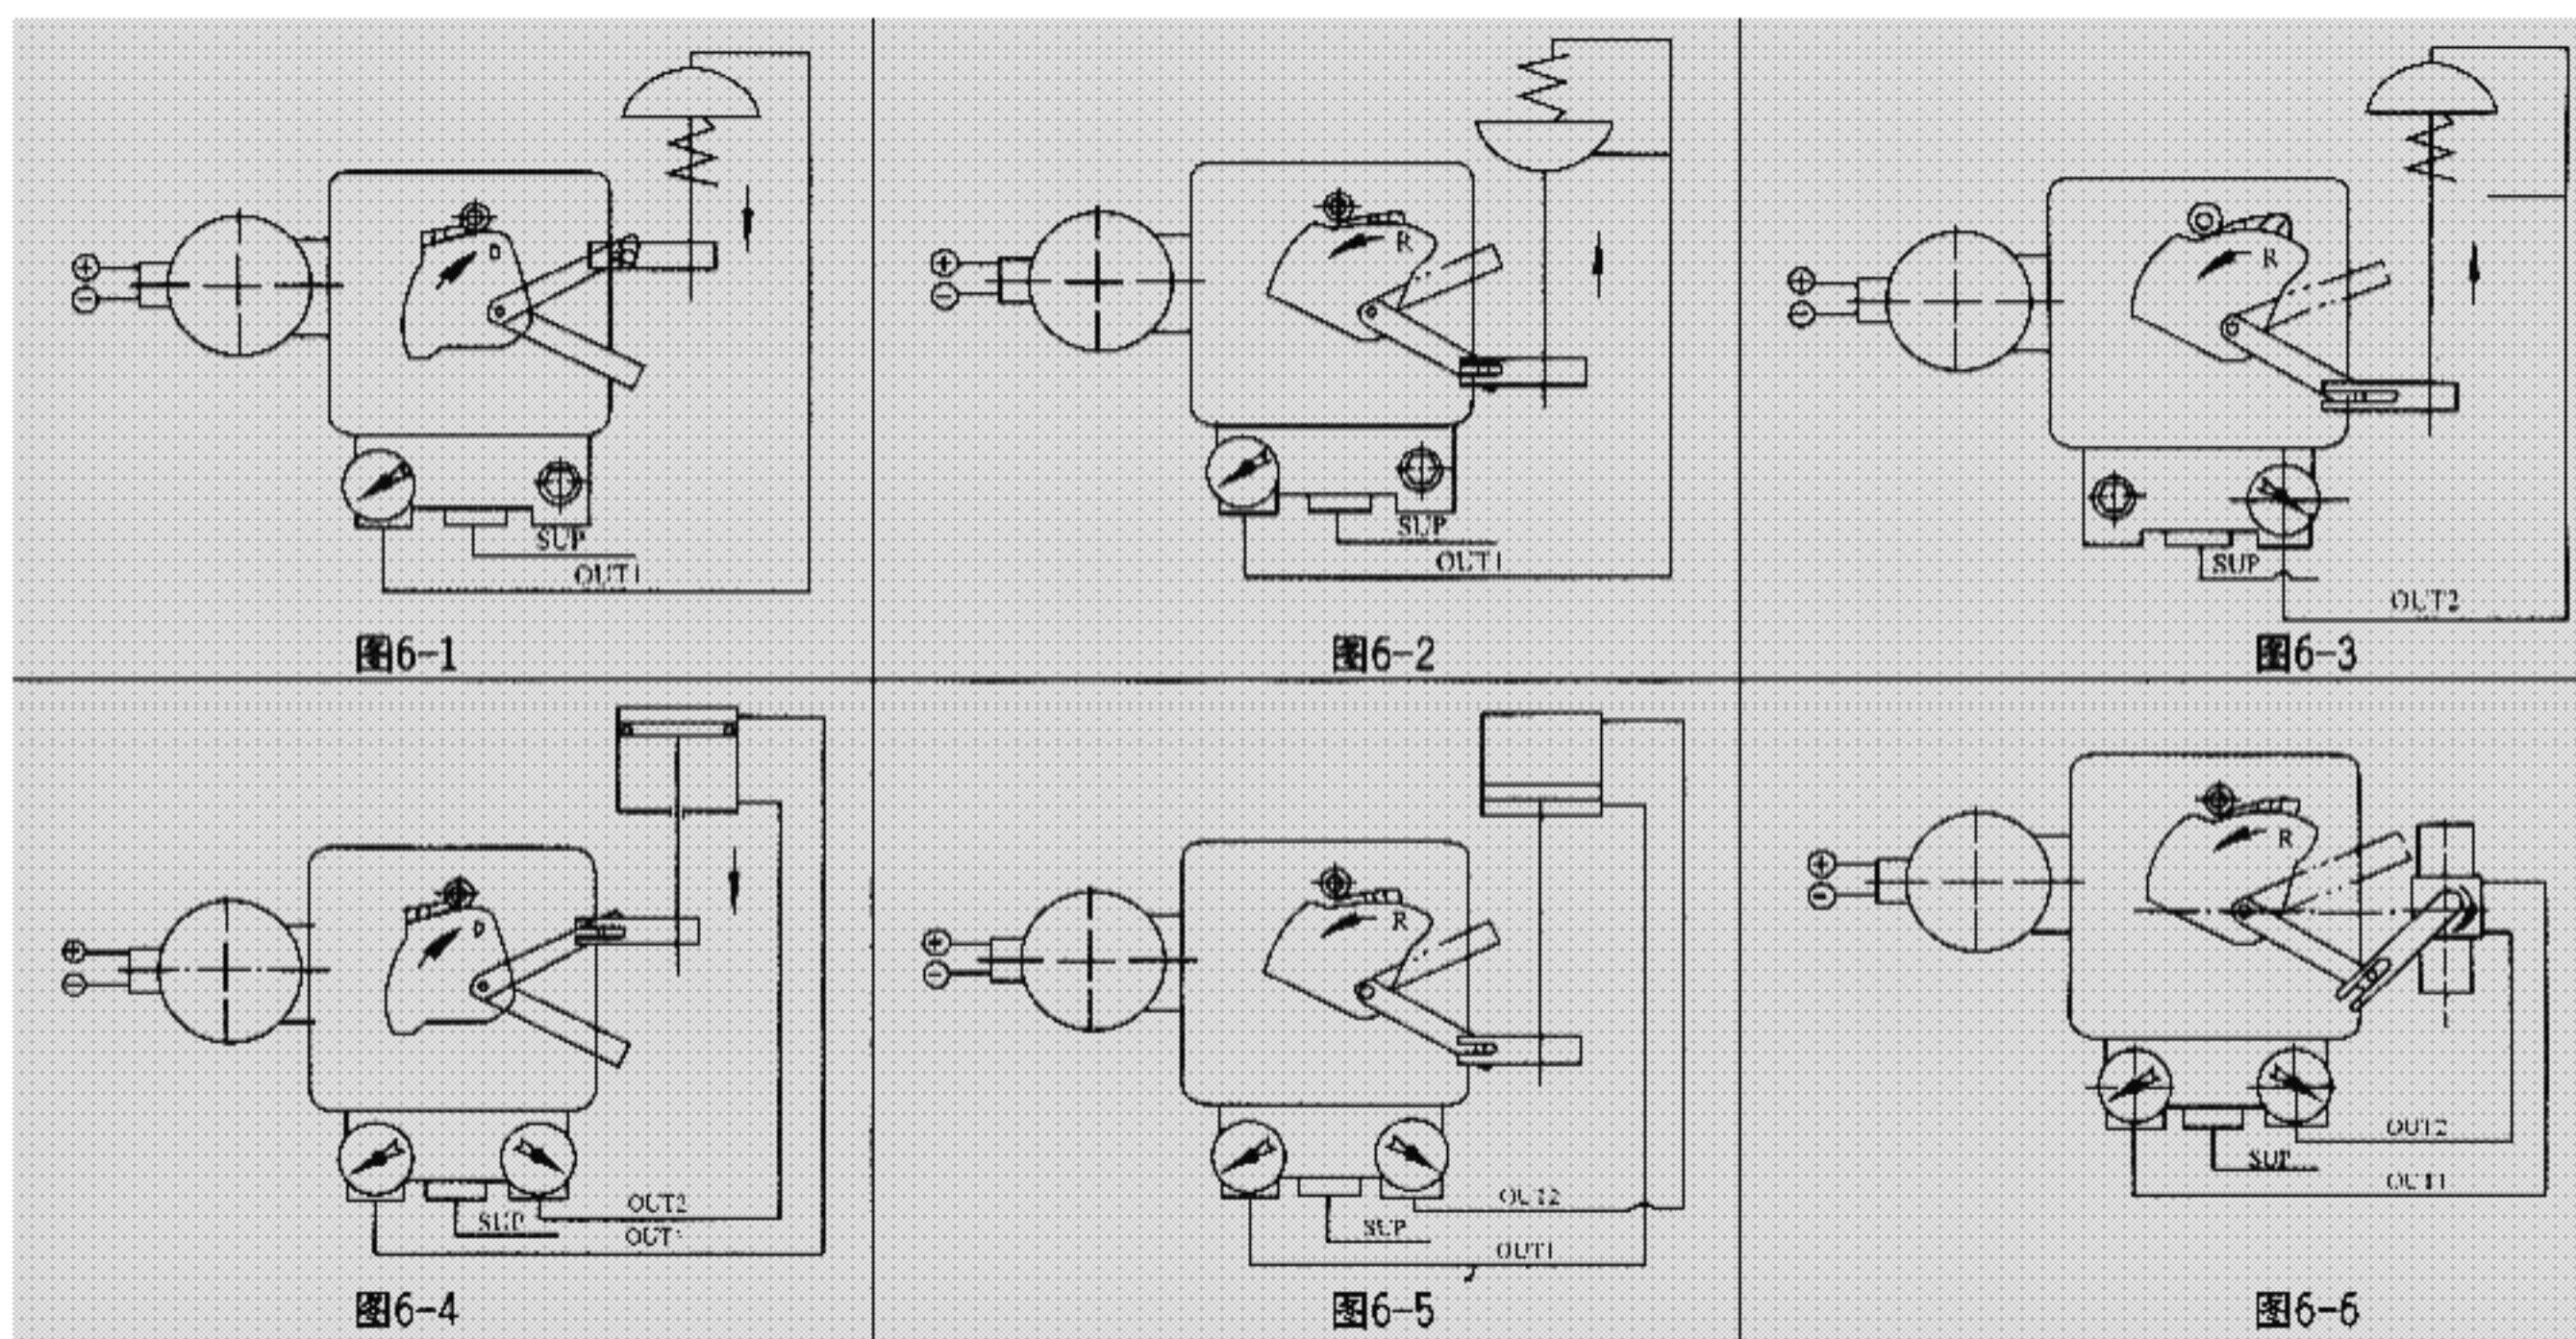 +
−
D
SUP
OUT1
图6-1
+
−
R
SUP
OUT1
图6-2
+
−
R
SUP
OUT2
图6-3
+
−
D
OUT2
SUP
图6-4
+
−
R
OUT2
SUP
OUT1
图6-5
+
−
R
OUT2
SUP
OUT1
图6-6